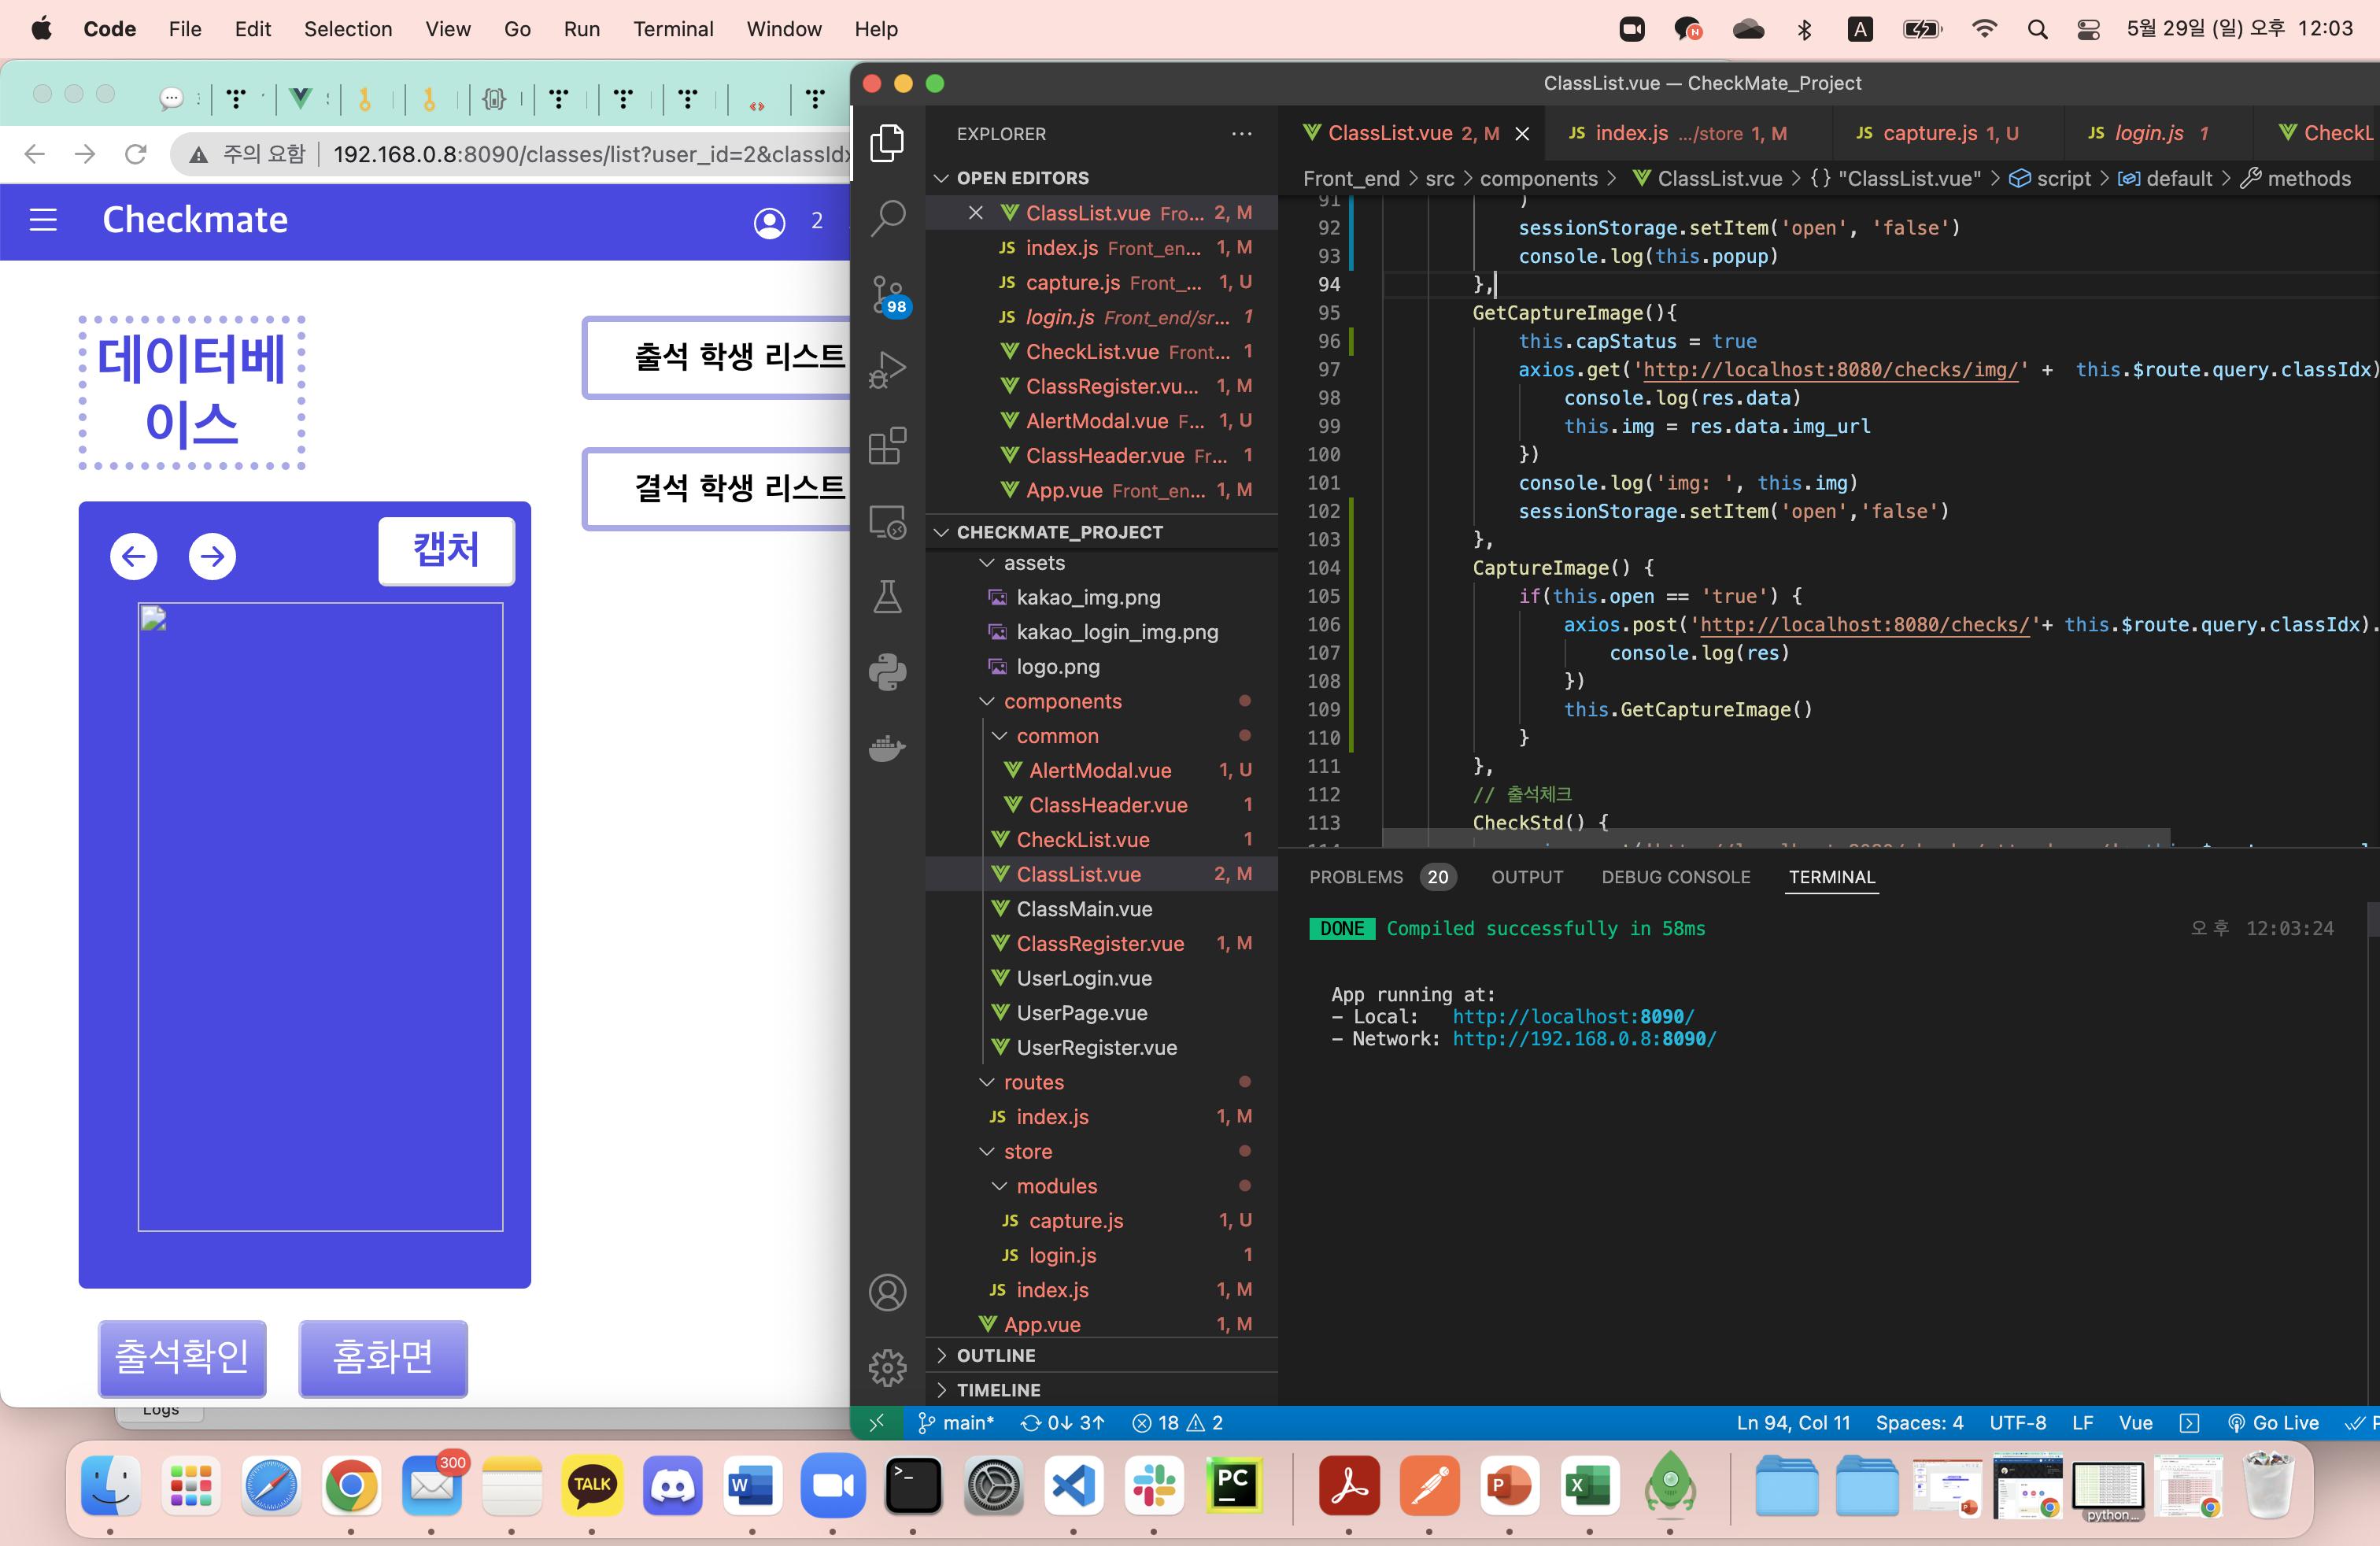 Code File Edit Selection View Go Run Terminal Window Help
A
5월 29일 (일) 오후 12:03
주의 요함 192.168.0.8:8090/classes/list?user_id=2&classIdx
Checkmate
2
데이터베
이스
출석 학생 리스트
결석 학생 리스트
캡처
출석확인
홈화면
Logs
ClassList.vue — CheckMate_Project
98
EXPLORER
OPEN EDITORS
ClassList.vue Fro... 2, M
index.js Front_en... 1, M
capture.js Front_... 1, U
login.js Front_end/sr... 1
CheckList.vue Front... 1
ClassRegister.vu... 1, M
AlertModal.vue F... 1, U
ClassHeader.vue Fr... 1
App.vue Front_en... 1, M
CHECKMATE_PROJECT
assets
kakao_img.png
kakao_login_img.png
logo.png
components
common
AlertModal.vue 1, U
ClassHeader.vue 1
CheckList.vue 1
ClassList.vue 2, M
ClassMain.vue
ClassRegister.vue 1, M
UserLogin.vue
UserPage.vue
UserRegister.vue
routes
JS index.js 1, M
store
modules
JS capture.js 1, U
JS login.js 1
JS index.js 1, M
App.vue 1, M
OUTLINE
TIMELINE
ClassList.vue 2, M JS index.js .../store 1, M JS capture.js 1, U JS login.js 1 CheckL
Front_end > src > components > ClassList.vue > {} "ClassList.vue" > script > default > methods
91 )
92 sessionStorage.setItem('open', 'false')
93 console.log(this.popup)
94 },
95 GetCaptureImage(){
96 this.capStatus = true
97 axios.get('http://localhost:8080/checks/img/' + this.$route.query.classIdx)
98 console.log(res.data)
99 this.img = res.data.img_url
100 })
101 console.log('img: ', this.img)
102 sessionStorage.setItem('open','false')
103 },
104 CaptureImage() {
105 if(this.open == 'true') {
106 axios.post('http://localhost:8080/checks/'+ this.$route.query.classIdx).
107 console.log(res)
108 })
109 this.GetCaptureImage()
110 }
111 },
112 // 출석체크
113 CheckStd() {
PROBLEMS 20 OUTPUT DEBUG CONSOLE TERMINAL
DONE Compiled successfully in 58ms 오후 12:03:24
App running at:
- Local: http://localhost:8090/
- Network: http://192.168.0.8:8090/
main* 0↓ 3↑ 18 2 Ln 94, Col 11 Spaces: 4 UTF-8 LF Vue Go Live
300
TALK
W
PC
P
X
python...